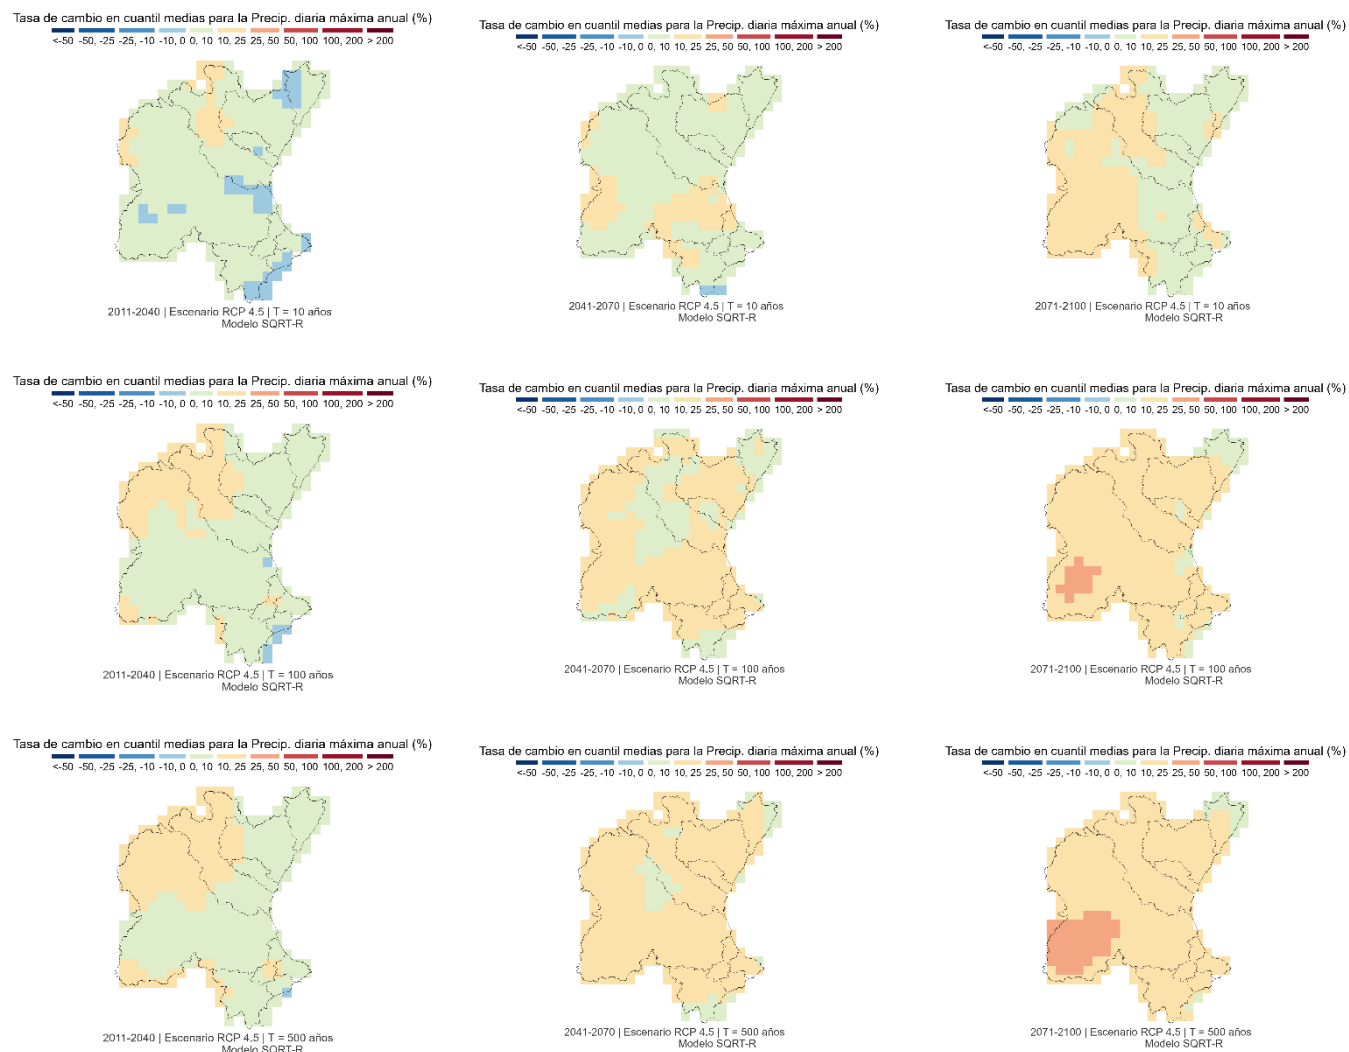 Tasa de cambio en cuantil medias para la Precip. diaria máxima anual (%)
<-50 -50, -25 -25, -10 -10, 0 0, 10 10, 25 25, 50 50, 100 100, 200 > 200
2011-2040 | Escenario RCP 4.5 | T = 10 años
Modelo SQRT-R
Tasa de cambio en cuantil medias para la Precip. diaria máxima anual (%)
<-50 -50, -25 -25, -10 -10, 0 0, 10 10, 25 25, 50 50, 100 100, 200 > 200
2041-2070 | Escenario RCP 4.5 | T = 10 años
Modelo SQRT-R
Tasa de cambio en cuantil medias para la Precip. diaria máxima anual (%)
<-50 -50, -25 -25, -10 -10, 0 0, 10 10, 25 25, 50 50, 100 100, 200 > 200
2071-2100 | Escenario RCP 4.5 | T = 10 años
Modelo SQRT-R
Tasa de cambio en cuantil medias para la Precip. diaria máxima anual (%)
<-50 -50, -25 -25, -10 -10, 0 0, 10 10, 25 25, 50 50, 100 100, 200 > 200
2011-2040 | Escenario RCP 4.5 | T = 100 años
Modelo SQRT-R
Tasa de cambio en cuantil medias para la Precip. diaria máxima anual (%)
<-50 -50, -25 -25, -10 -10, 0 0, 10 10, 25 25, 50 50, 100 100, 200 > 200
2041-2070 | Escenario RCP 4.5 | T = 100 años
Modelo SQRT-R
Tasa de cambio en cuantil medias para la Precip. diaria máxima anual (%)
<-50 -50, -25 -25, -10 -10, 0 0, 10 10, 25 25, 50 50, 100 100, 200 > 200
2071-2100 | Escenario RCP 4.5 | T = 100 años
Modelo SQRT-R
Tasa de cambio en cuantil medias para la Precip. diaria máxima anual (%)
<-50 -50, -25 -25, -10 -10, 0 0, 10 10, 25 25, 50 50, 100 100, 200 > 200
2011-2040 | Escenario RCP 4.5 | T = 500 años
Modelo SQRT-R
Tasa de cambio en cuantil medias para la Precip. diaria máxima anual (%)
<-50 -50, -25 -25, -10 -10, 0 0, 10 10, 25 25, 50 50, 100 100, 200 > 200
2041-2070 | Escenario RCP 4.5 | T = 500 años
Modelo SQRT-R
Tasa de cambio en cuantil medias para la Precip. diaria máxima anual (%)
<-50 -50, -25 -25, -10 -10, 0 0, 10 10, 25 25, 50 50, 100 100, 200 > 200
2071-2100 | Escenario RCP 4.5 | T = 500 años
Modelo SQRT-R